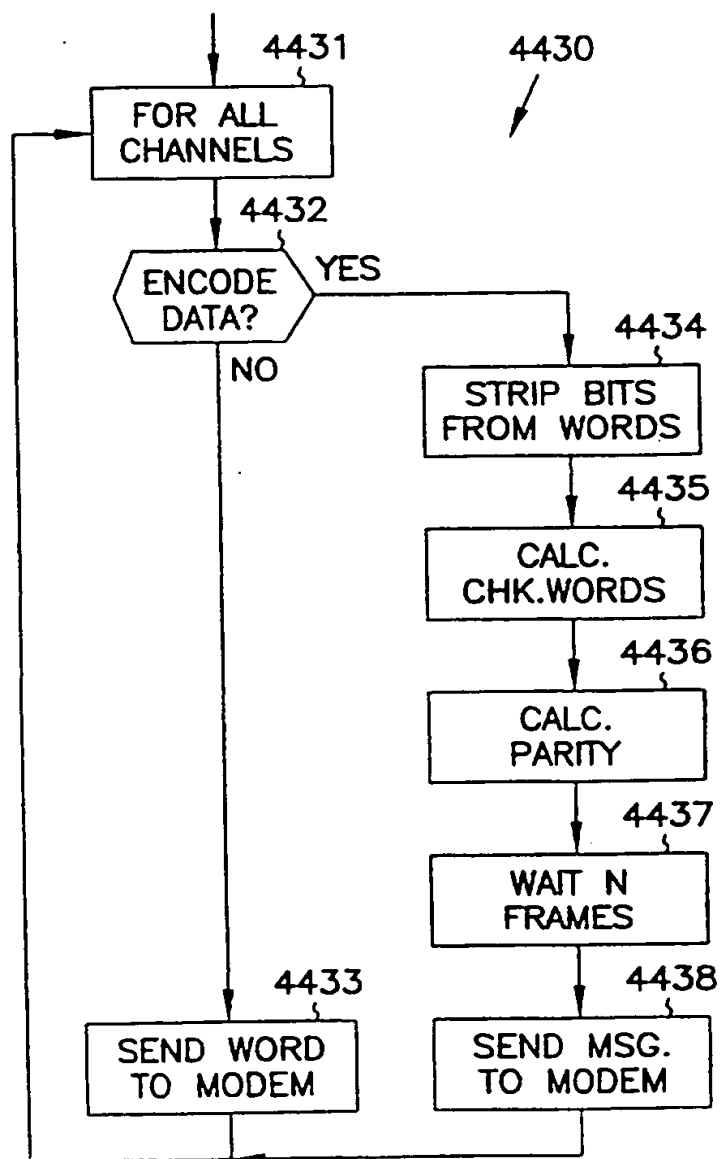 4431
4430
FOR ALL
CHANNELS
4432
ENCODE
DATA?
YES
NO
4434
STRIP BITS
FROM WORDS
4435
CALC.
CHK.WORDS
4436
CALC.
PARITY
4437
WAIT N
FRAMES
4433
SEND WORD
TO MODEM
4438
SEND MSG.
TO MODEM